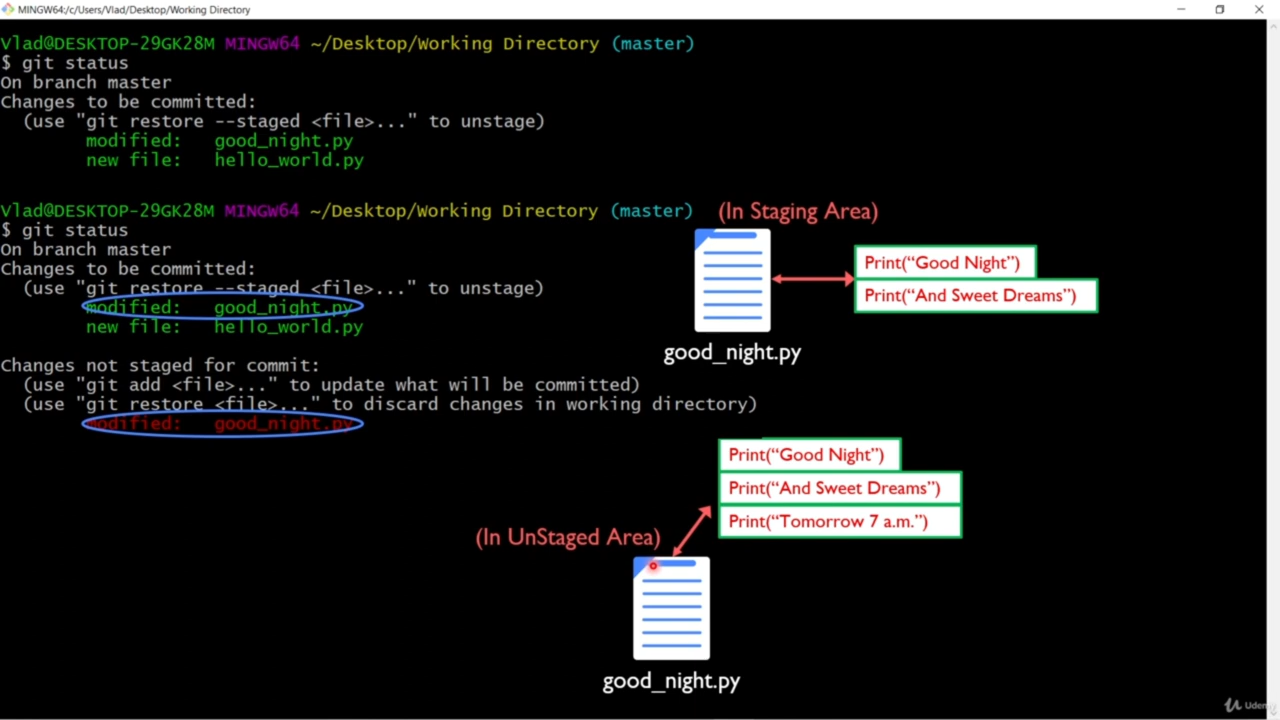 MINGW64:/c/Users/Vlad/Desktop/Working Directory
Vlad@DESKTOP-29GK28M MINGW64 ~/Desktop/Working Directory (master)
$ git status
On branch master
Changes to be committed:
(use "git restore --staged <file>..." to unstage)
modified: good_night.py
new file: hello_world.py
Vlad@DESKTOP-29GK28M MINGW64 ~/Desktop/Working Directory (master)
$ git status
On branch master
Changes to be committed:
(use "git restore --staged <file>..." to unstage)
modified: good_night.py
new file: hello_world.py
Changes not staged for commit:
(use "git add <file>..." to update what will be committed)
(use "git restore <file>..." to discard changes in working directory)
modified: good_night.py
(In Staging Area)
Print(“Good Night”)
Print(“And Sweet Dreams”)
good_night.py
Print(“Good Night”)
Print(“And Sweet Dreams”)
Print(“Tomorrow 7 a.m.”)
(In UnStaged Area)
good_night.py